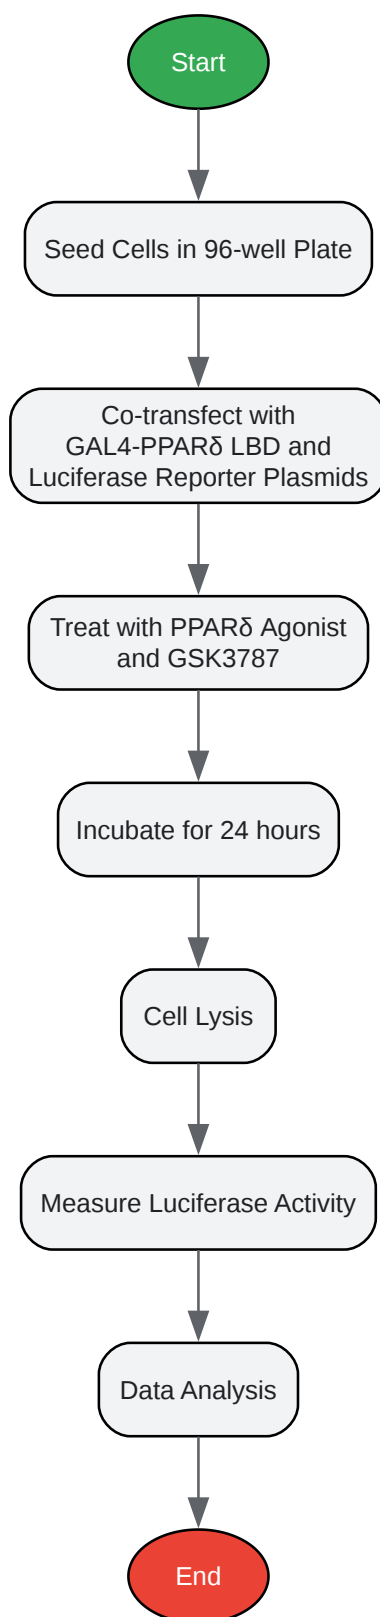 Start
Seed Cells in 96-well Plate
Co-transfect with
GAL4-PPARδ LBD and
Luciferase Reporter Plasmids
Treat with PPARδ Agonist
and GSK3787
Incubate for 24 hours
Cell Lysis
Measure Luciferase Activity
Data Analysis
End